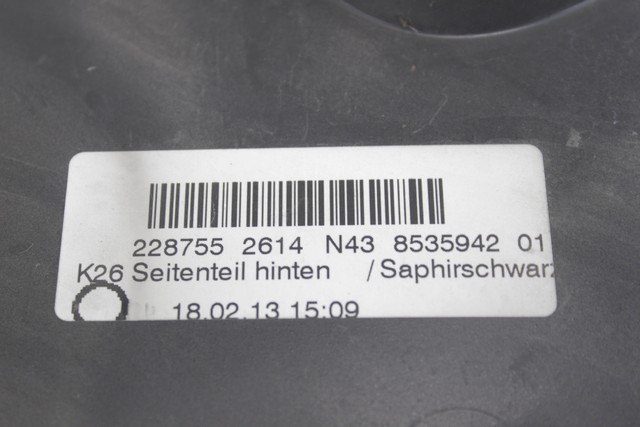 228755 2614 N43 8535942 01
K26 Seitenteil hinten / Saphirschwarz
18.02.13 15:09